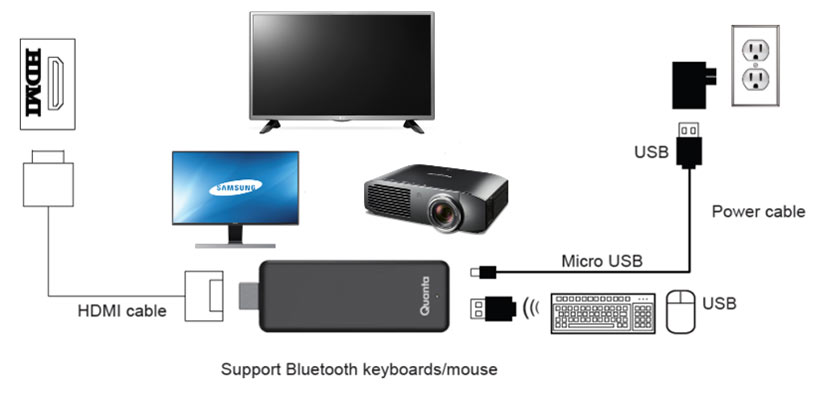 HDMI
SAMSUNG
USB
Power cable
Micro USB
HDMI cable
Quanta
USB
Support Bluetooth keyboards/mouse